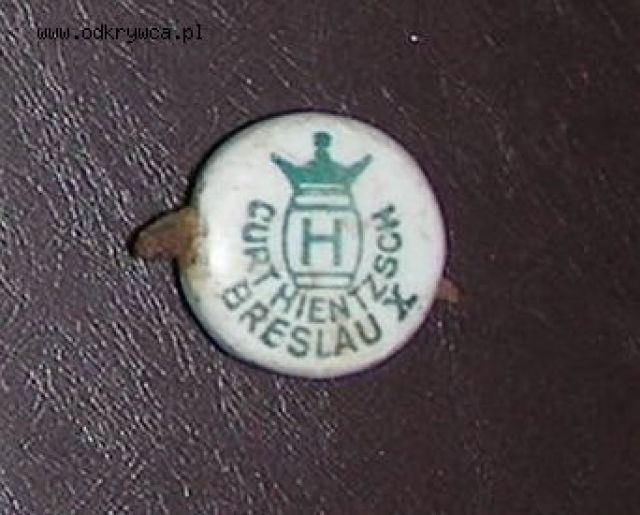 www.odkrywca.pl
H
CURT HIENTZSCH
BRESLAU X